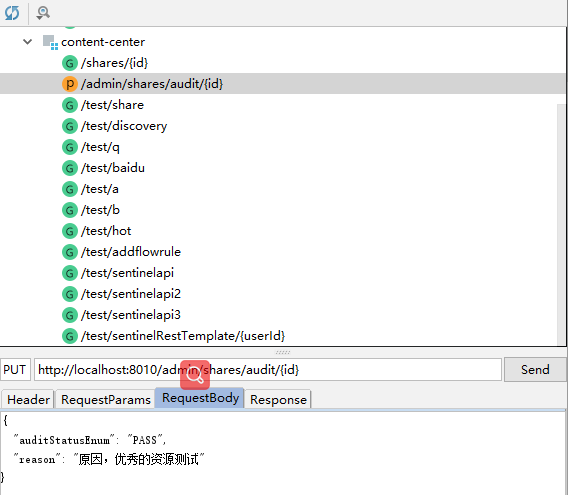 content-center
G /shares/{id}
P /admin/shares/audit/{id}
G /test/share
G /test/discovery
G /test/q
G /test/baidu
G /test/a
G /test/b
G /test/hot
G /test/addflowrule
G /test/sentinelapi
G /test/sentinelapi2
G /test/sentinelapi3
G /test/sentinelRestTemplate/{userId}
PUT http://localhost:8010/admin/shares/audit/{id} Send
Header RequestParams RequestBody Response
{
"auditStatusEnum": "PASS",
"reason": "原因，优秀的资源测试"
}